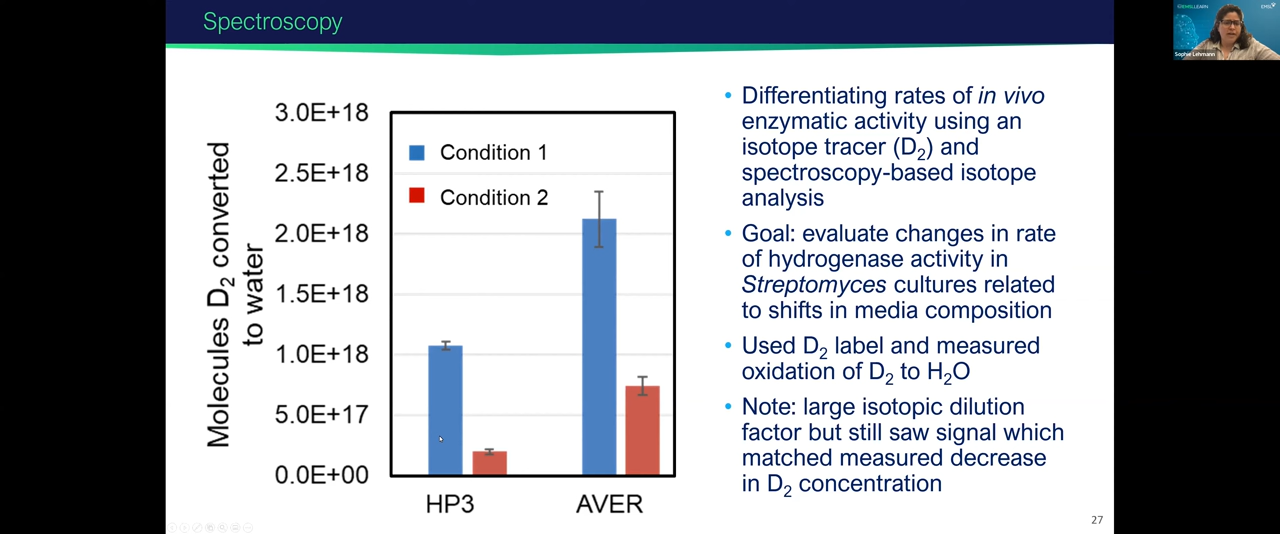 Spectroscopy
Molecules D₂ converted
to water
3.0E+18
2.5E+18
2.0E+18
1.5E+18
1.0E+18
5.0E+17
0.0E+00
Condition 1
Condition 2
HP3
AVER
• Differentiating rates of in vivo
enzymatic activity using an
isotope tracer (D₂) and
spectroscopy-based isotope
analysis
• Goal: evaluate changes in rate
of hydrogenase activity in
Streptomyces cultures related
to shifts in media composition
• Used D₂ label and measured
oxidation of D₂ to H₂O
• Note: large isotopic dilution
factor but still saw signal which
matched measured decrease
in D₂ concentration
27
EMSLLEARN
EMSL
Sophie Lehmann